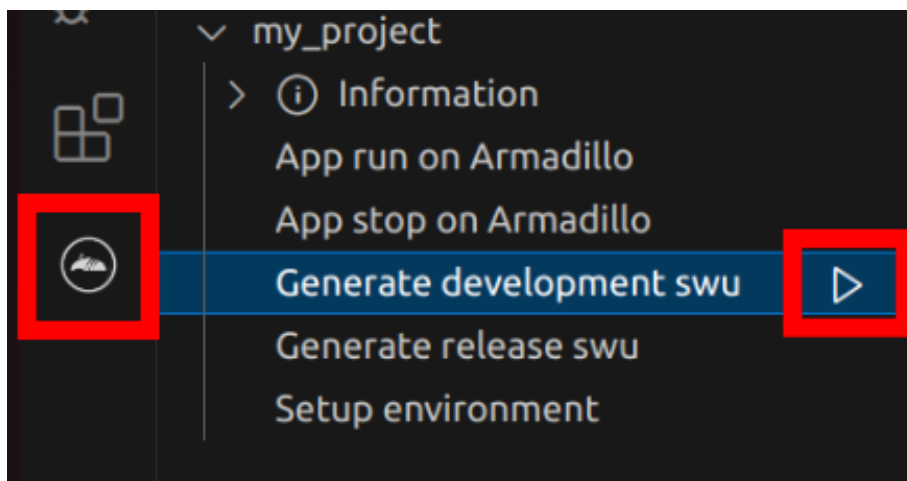 my_project
Information
App run on Armadillo
App stop on Armadillo
Generate development swu
Generate release swu
Setup environment